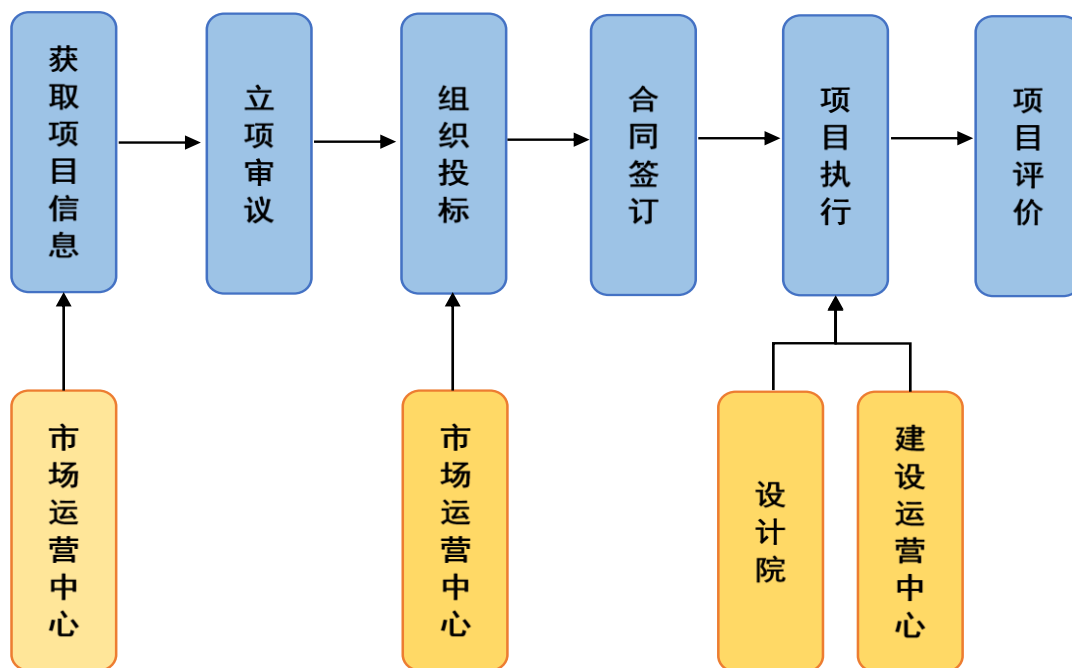 获取项目信息
立项审议
组织投标
合同签订
项目执行
项目评价
市场运营中心
市场运营中心
设计院
建设运营中心